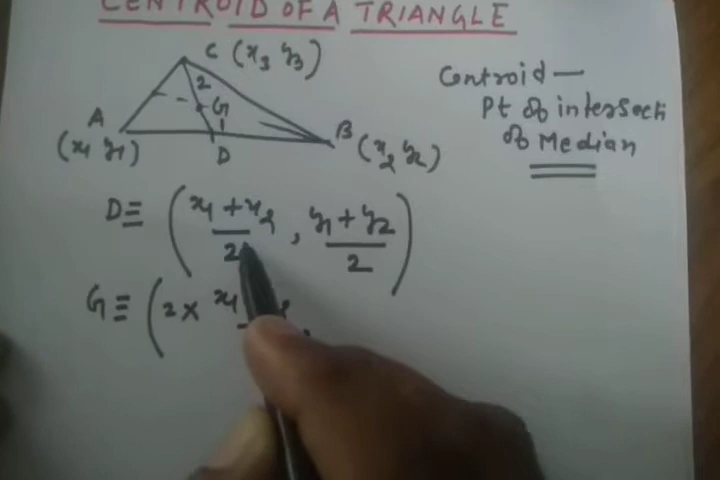 CENTROID OF A TRIANGLE
C (x3 y3)
2
G
1
A
(x1 y1)
D
B (x2 y2)
Centroid—
Pt of intersecti
of Median
D≡ (x1 + x2 / 2 , y1 + y2 / 2)
G≡ (2 × x1